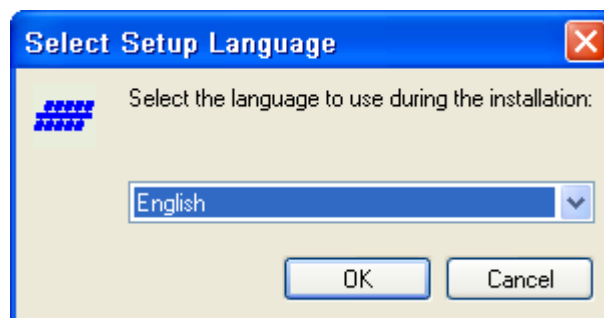 Select Setup Language
Select the language to use during the installation:
English
OK
Cancel